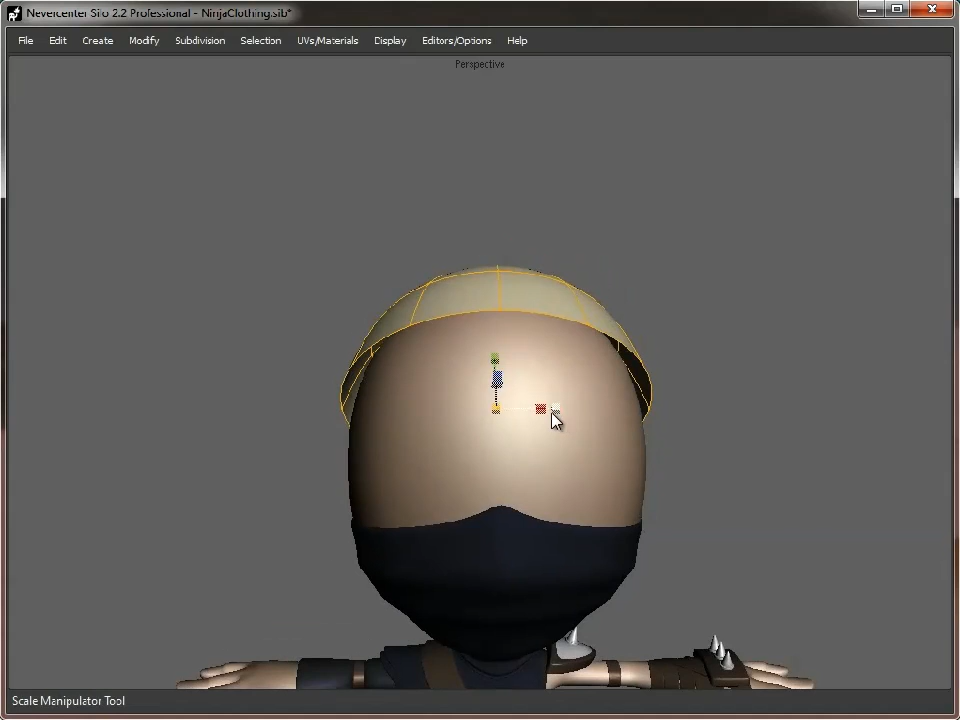 Nevercenter Silo 2.2 Professional - NinjaClothing.sib*
File Edit Create Modify Subdivision Selection UVs/Materials Display Editors/Options Help
Perspective
Scale Manipulator Tool